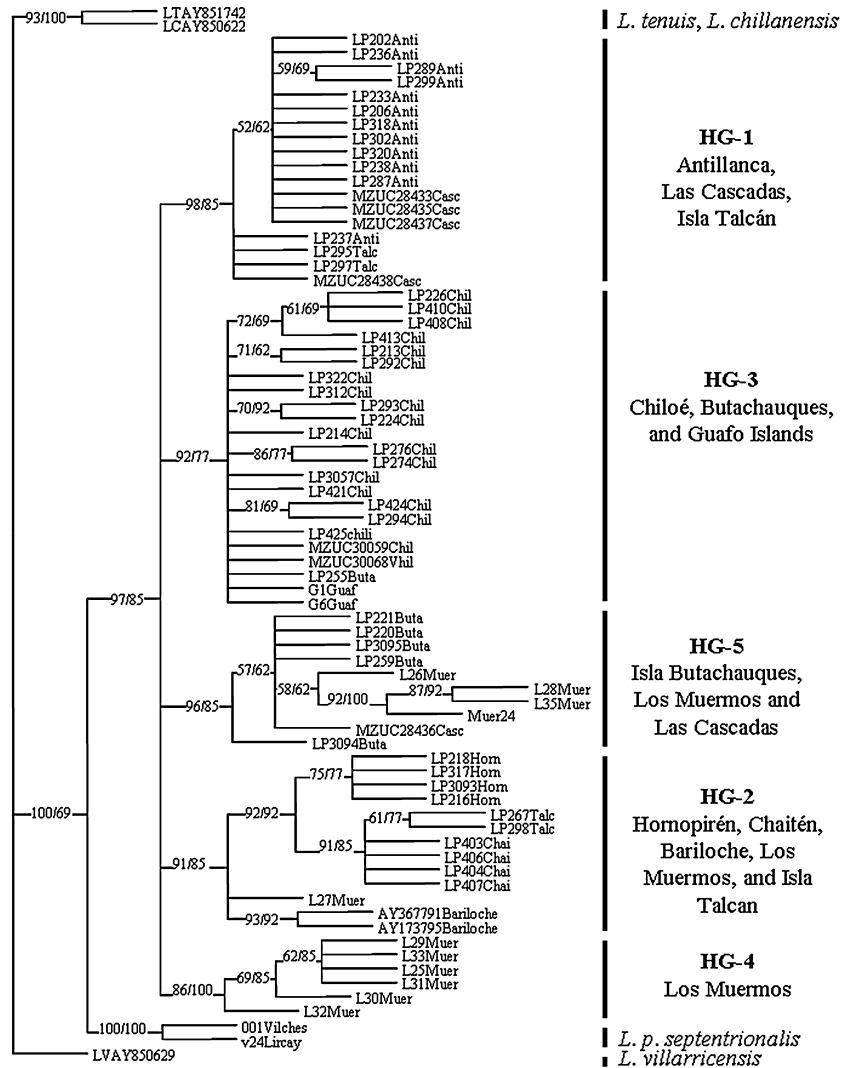 93/100
LTAY851742
LCAY850622
L. tenuis, L. chillanensis
LP202Anti
LP236Anti
59/69
LP289Anti
LP299Anti
LP233Anti
LP206Anti
LP318Anti
52/62
LP302Anti
LP320Anti
LP238Anti
LP287Anti
MZUC28433Casc
MZUC28435Casc
MZUC28437Casc
98/85
LP237Anti
LP295Talc
LP297Talc
MZUC28438Casc
HG-1
Antillanca,
Las Cascadas,
Isla Talcán
LP226Chil
61/69
LP410Chil
LP408Chil
72/69
LP413Chil
LP213Chil
71/62
LP292Chil
LP322Chil
LP312Chil
LP293Chil
70/92
LP224Chil
LP214Chil
LP276Chil
86/77
LP274Chil
92/77
LP3057Chil
LP421Chil
LP424Chil
81/69
LP294Chil
LP425chili
MZUC30059Chil
MZUC30068Vhil
LP255Buta
G1Guaf
G6Guaf
HG-3
Chiloé, Butachauques,
and Guafo Islands
97/85
LP221Buta
LP220Buta
LP3095Buta
LP259Buta
57/62
L26Muer
58/62
87/92
L28Muer
92/100
L35Muer
Muer24
96/85
MZUC28436Casc
LP3094Buta
HG-5
Isla Butachauques,
Los Muermos and
Las Cascadas
LP218Horn
75/77
LP317Horn
LP3093Horn
LP216Horn
92/92
61/77
LP267Talc
LP298Talc
91/85
LP403Chai
LP406Chai
LP404Chai
LP407Chai
91/85
L27Muer
93/92
AY367791Bariloche
AY173795Bariloche
HG-2
Hornopirén, Chaitén,
Bariloche, Los
Muermos, and Isla
Talcan
100/69
L29Muer
62/85
L33Muer
L25Muer
69/85
L31Muer
86/100
L30Muer
L32Muer
HG-4
Los Muermos
100/100
001Vilches
v24Lircay
L. p. septentrionalis
LVAY850629
L. villarricensis